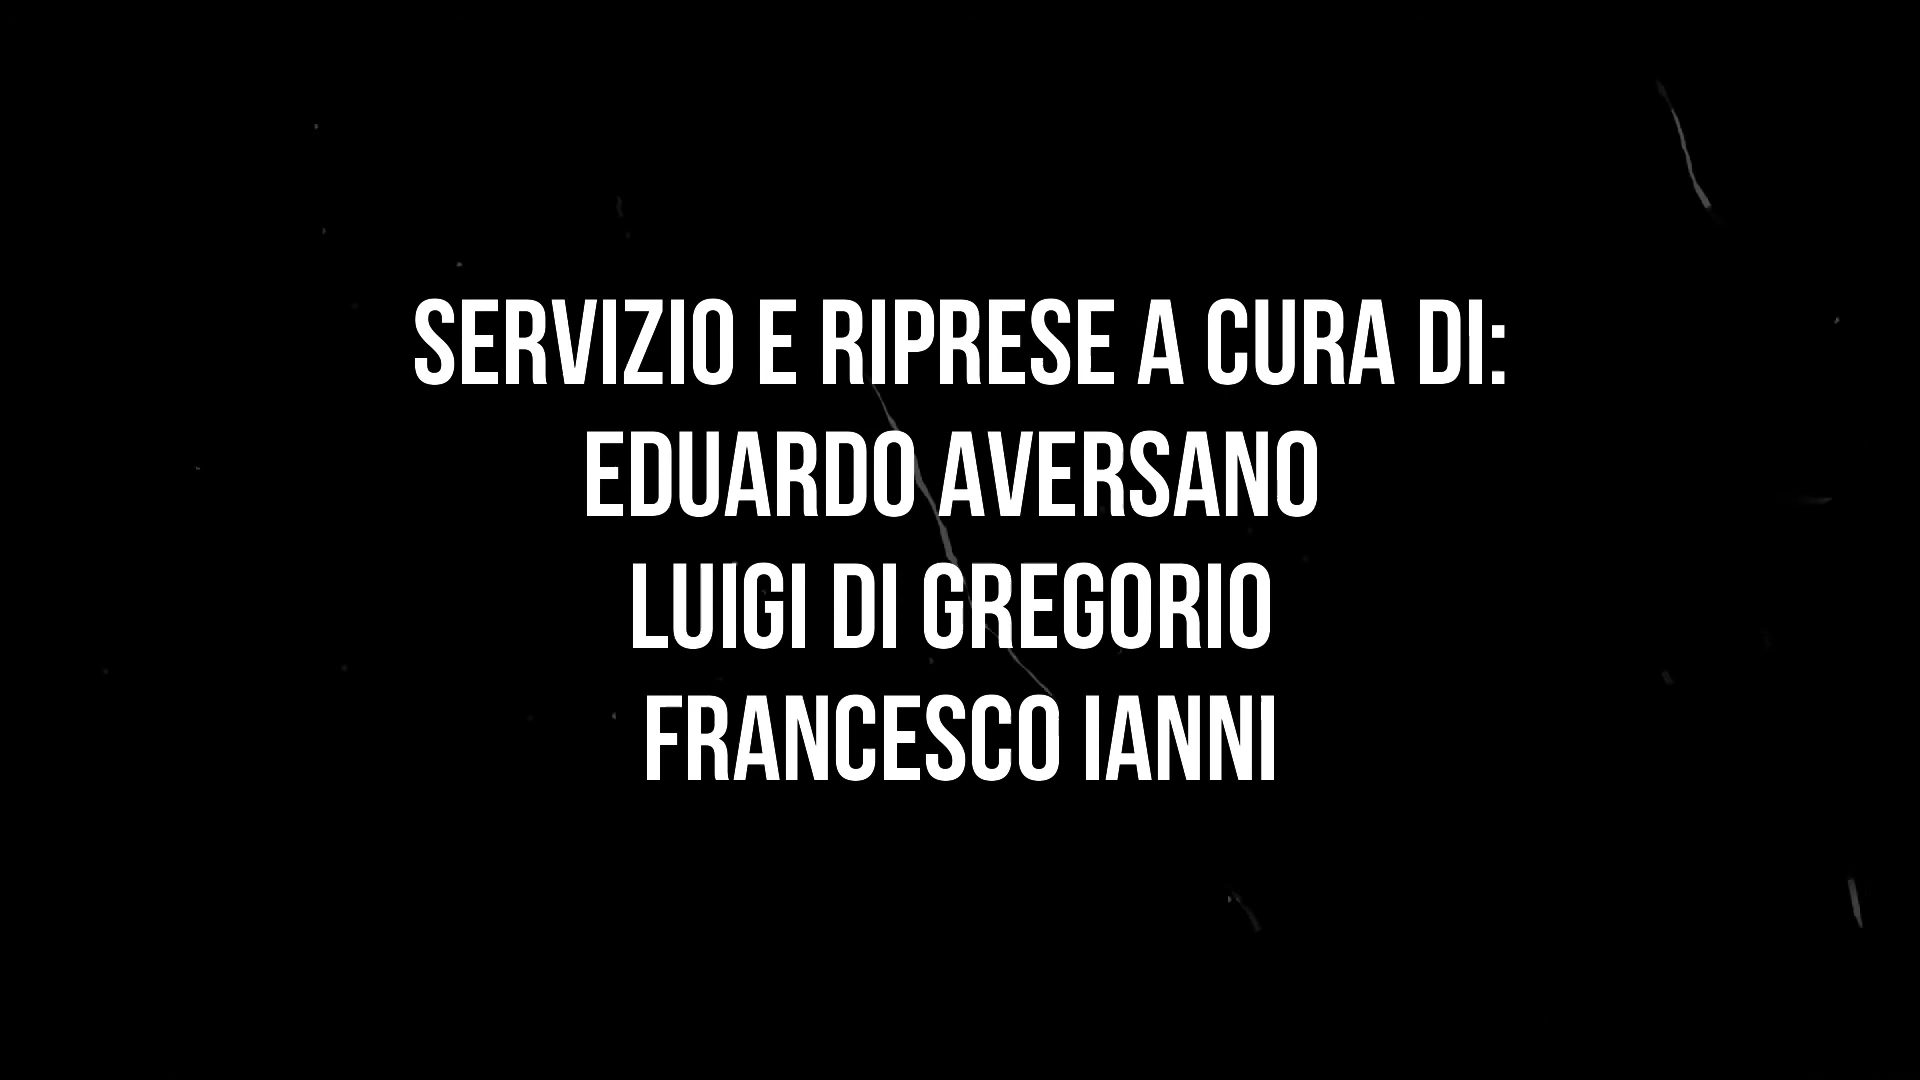 SERVIZIO E RIPRESE A CURA DI:
EDUARDO AVERSANO
LUIGI DI GREGORIO
FRANCESCO IANNI